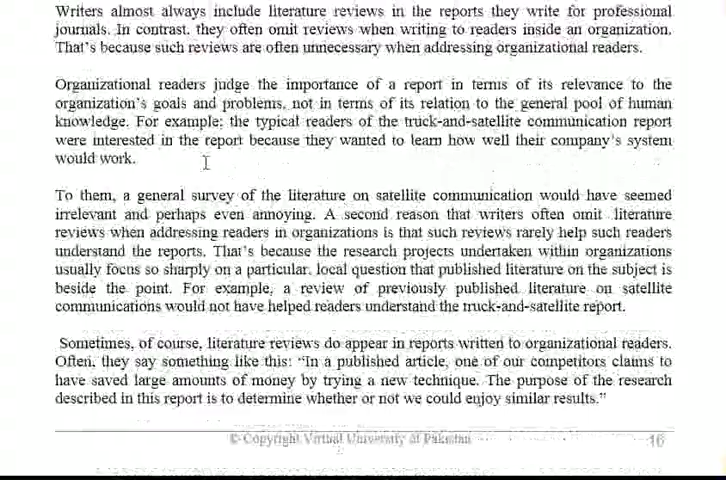 Writers almost always include literature reviews in the reports they write for professional
journals. In contrast, they often omit reviews when writing to readers inside an organization.
That's because such reviews are often unnecessary when addressing organizational readers.
Organizational readers judge the importance of a report in terms of its relevance to the
organization's goals and problems, not in terms of its relation to the general pool of human
knowledge. For example: the typical readers of the truck-and-satellite communication report
were interested in the report because they wanted to learn how well their company's system
would work.
To them, a general survey of the literature on satellite communication would have seemed
irrelevant and perhaps even annoying. A second reason that writers often omit literature
reviews when addressing readers in organizations is that such reviews rarely help such readers
understand the reports. That's because the research projects undertaken within organizations
usually focus so sharply on a particular, local question that published literature on the subject is
beside the point. For example, a review of previously published literature on satellite
communications would not have helped readers understand the truck-and-satellite report.
Sometimes, of course, literature reviews do appear in reports written to organizational readers.
Often, they say something like this: "In a published article, one of our competitors claims to
have saved large amounts of money by trying a new technique. The purpose of the research
described in this report is to determine whether or not we could enjoy similar results."
© Copyright Virtual University of Pakistan 16